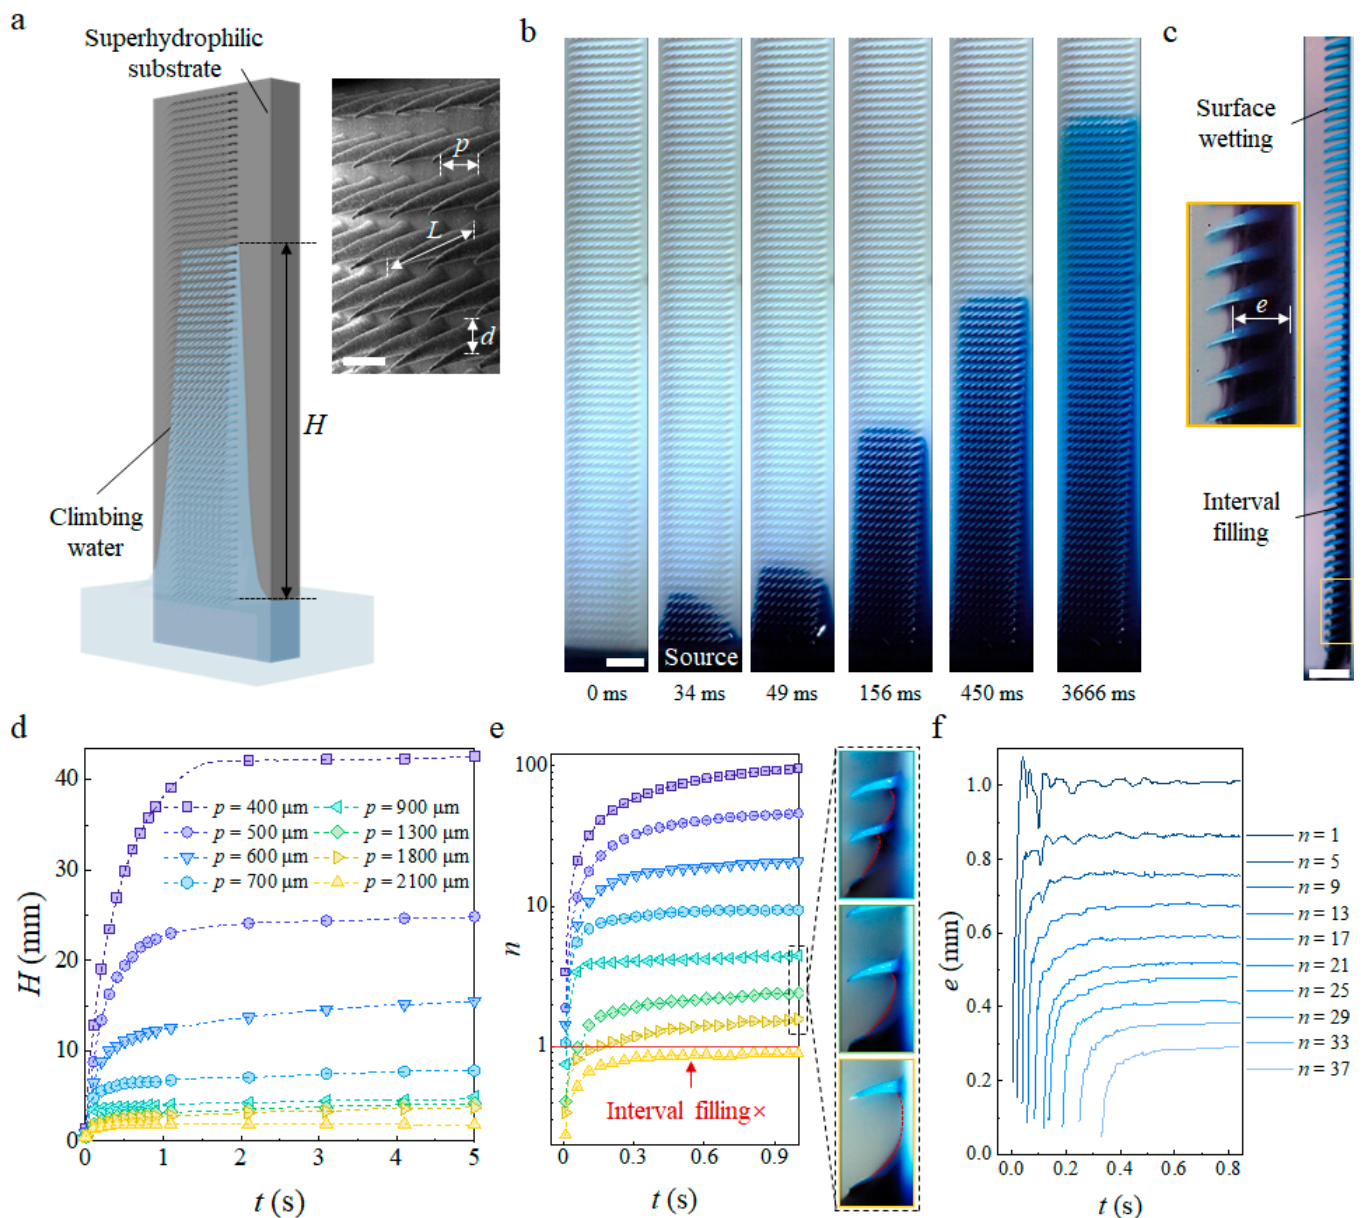 a
Superhydrophilic
substrate
p
L
d
H
Climbing
water
b
Source
0 ms
34 ms
49 ms
156 ms
450 ms
3666 ms
c
Surface
wetting
e
Interval
filling
d
H (mm)
40
30
20
10
0
p = 400 μm
p = 500 μm
p = 600 μm
p = 700 μm
p = 900 μm
p = 1300 μm
p = 1800 μm
p = 2100 μm
0
1
2
3
4
5
t (s)
e
n
100
10
1
Interval filling×
0.0
0.3
0.6
0.9
t (s)
f
e (mm)
1.0
0.8
0.6
0.4
0.2
0.0
n = 1
n = 5
n = 9
n = 13
n = 17
n = 21
n = 25
n = 29
n = 33
n = 37
0.0
0.2
0.4
0.6
0.8
t (s)